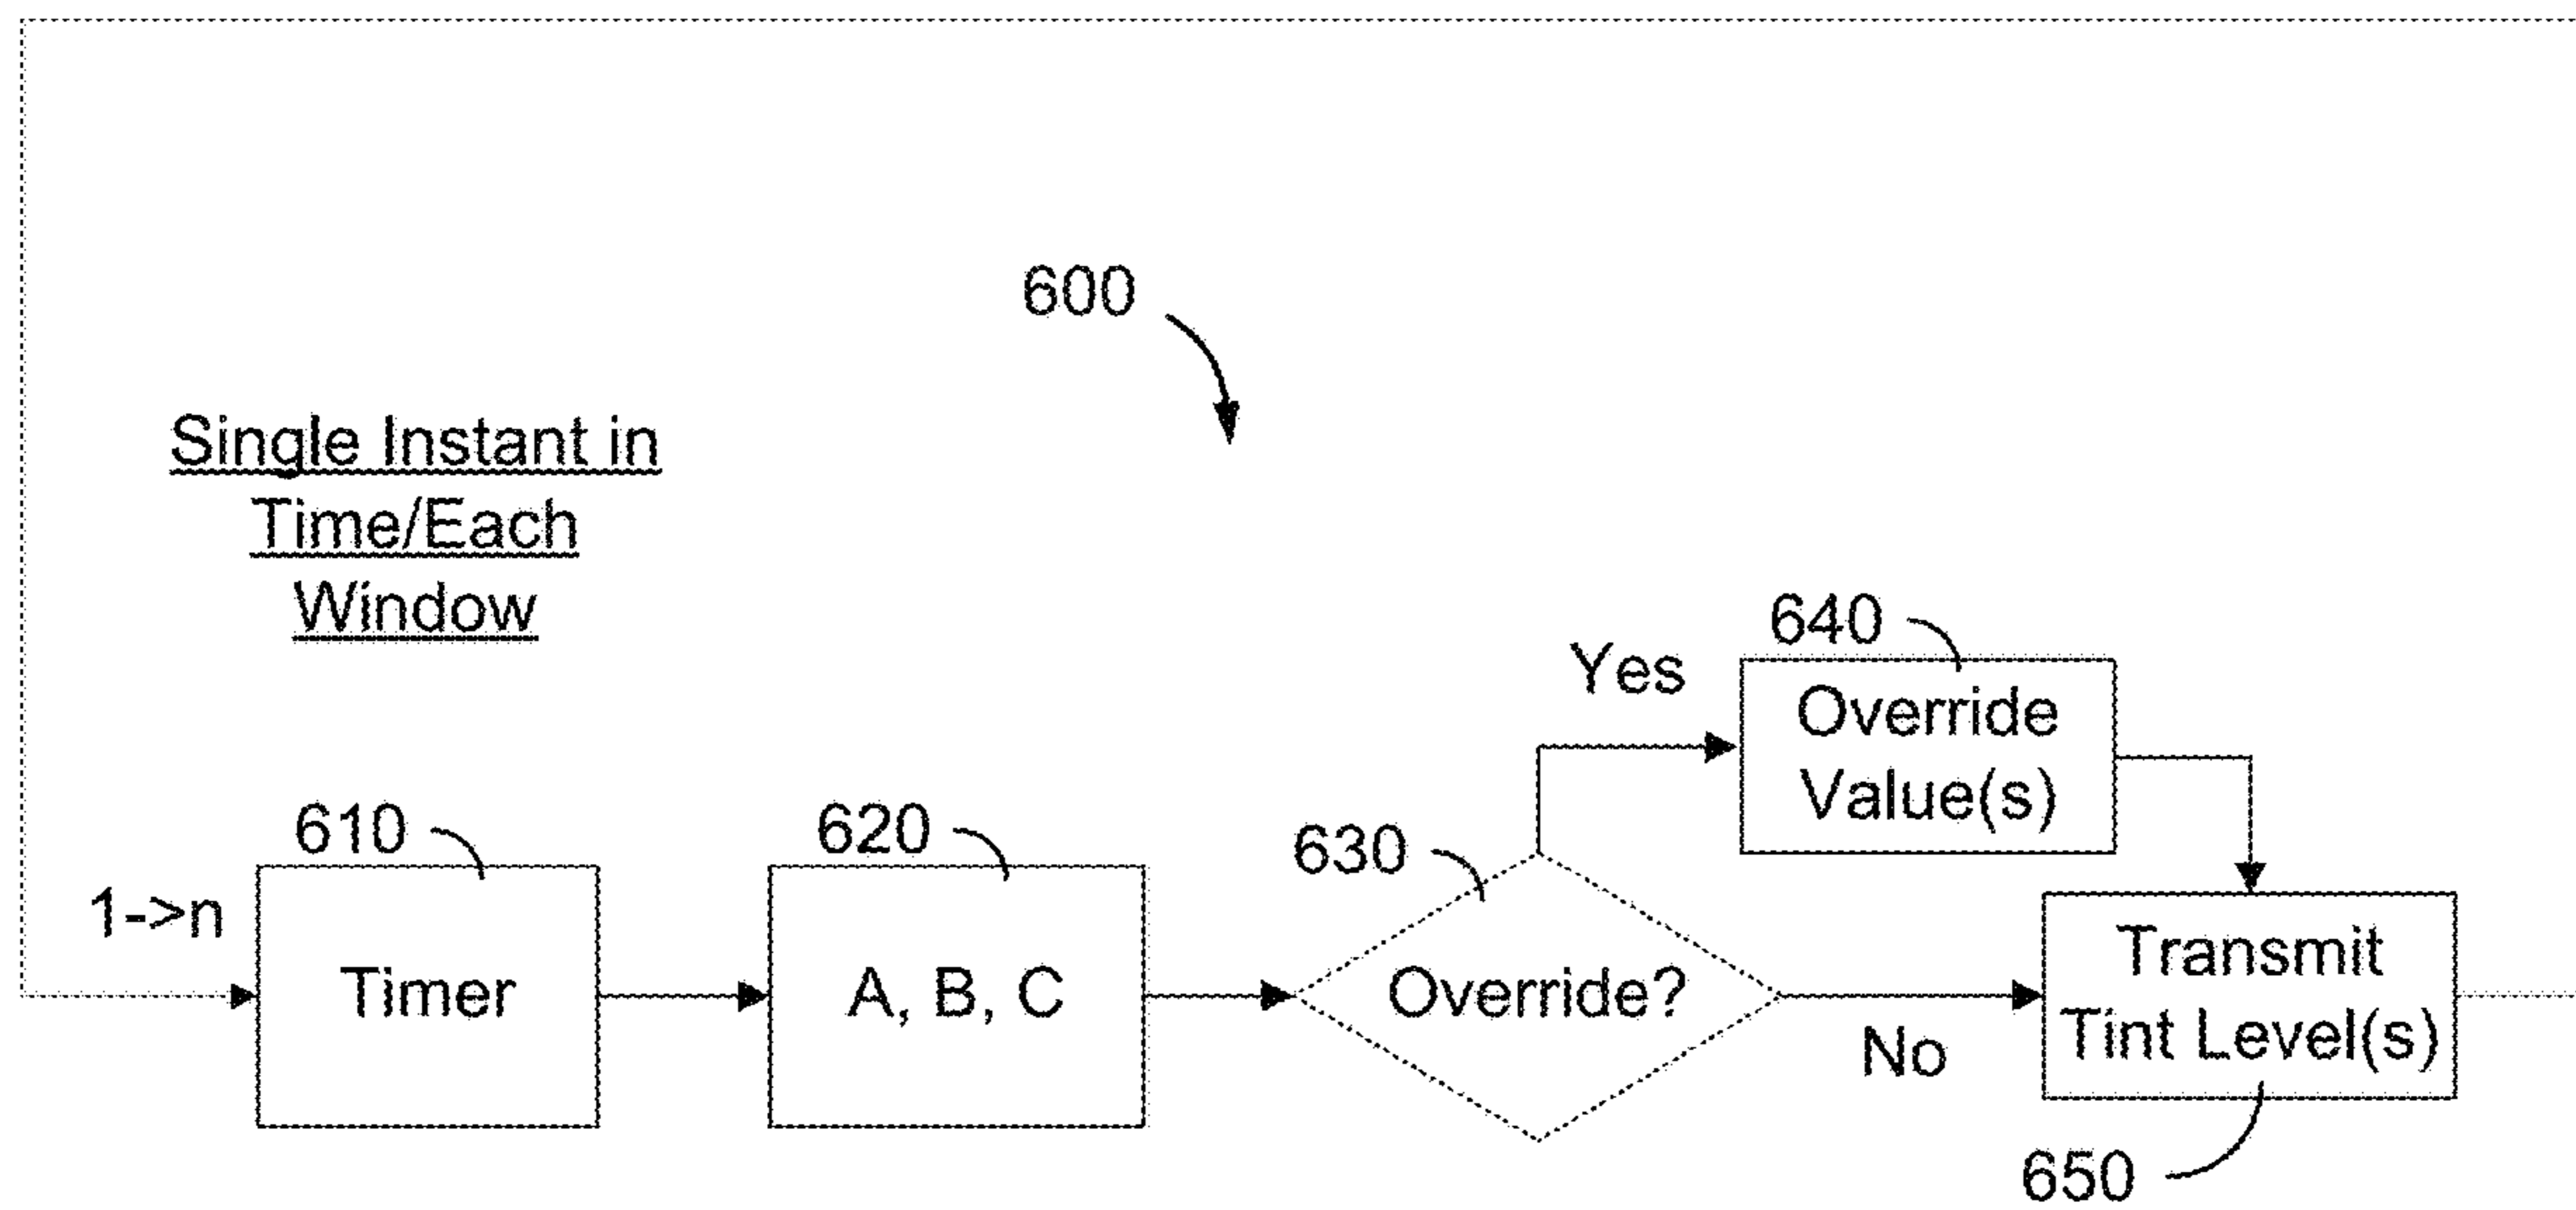 600
Single Instant in
Time/Each
Window
640
Yes
Override
Value(s)
610
620
630
1->n
Timer
A, B, C
Override?
No
Transmit
Tint Level(s)
650